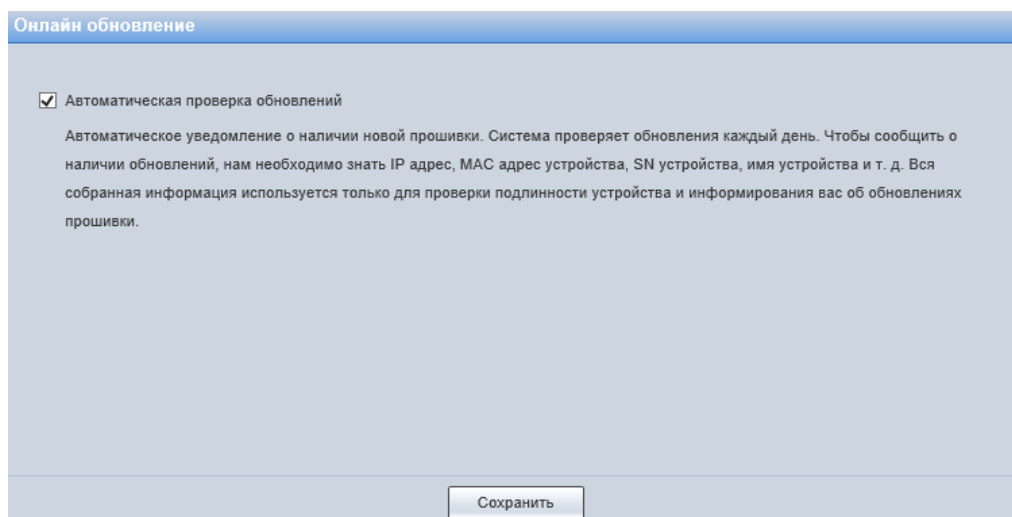 Онлайн обновление
Автоматическая проверка обновлений
Автоматическое уведомление о наличии новой прошивки. Система проверяет обновления каждый день. Чтобы сообщить о
наличии обновлений, нам необходимо знать IP адрес, MAC адрес устройства, SN устройства, имя устройства и т. д. Вся
собранная информация используется только для проверки подлинности устройства и информирования вас об обновлениях
прошивки.
Сохранить